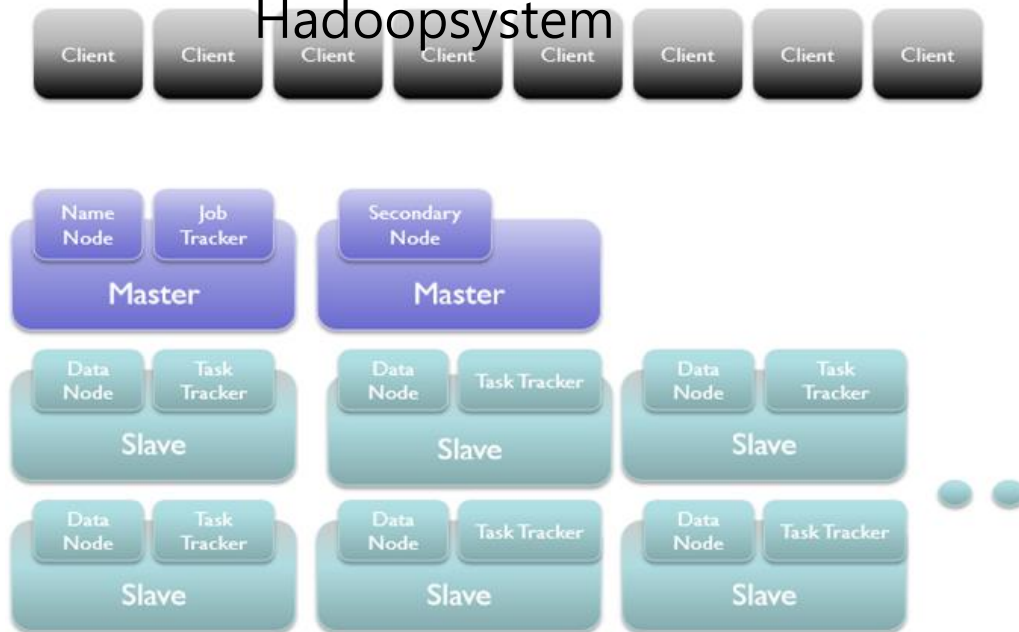 Hadoopsystem
Client Client Client Client Client Client Client Client
Name
Node
Job
Tracker
Master
Secondary
Node
Master
Data
Node
Task
Tracker
Slave
Data
Node
Task Tracker
Slave
Data
Node
Task
Tracker
Slave
Data
Node
Task
Tracker
Slave
Data
Node
Task Tracker
Slave
Data
Node
Task Tracker
Slave